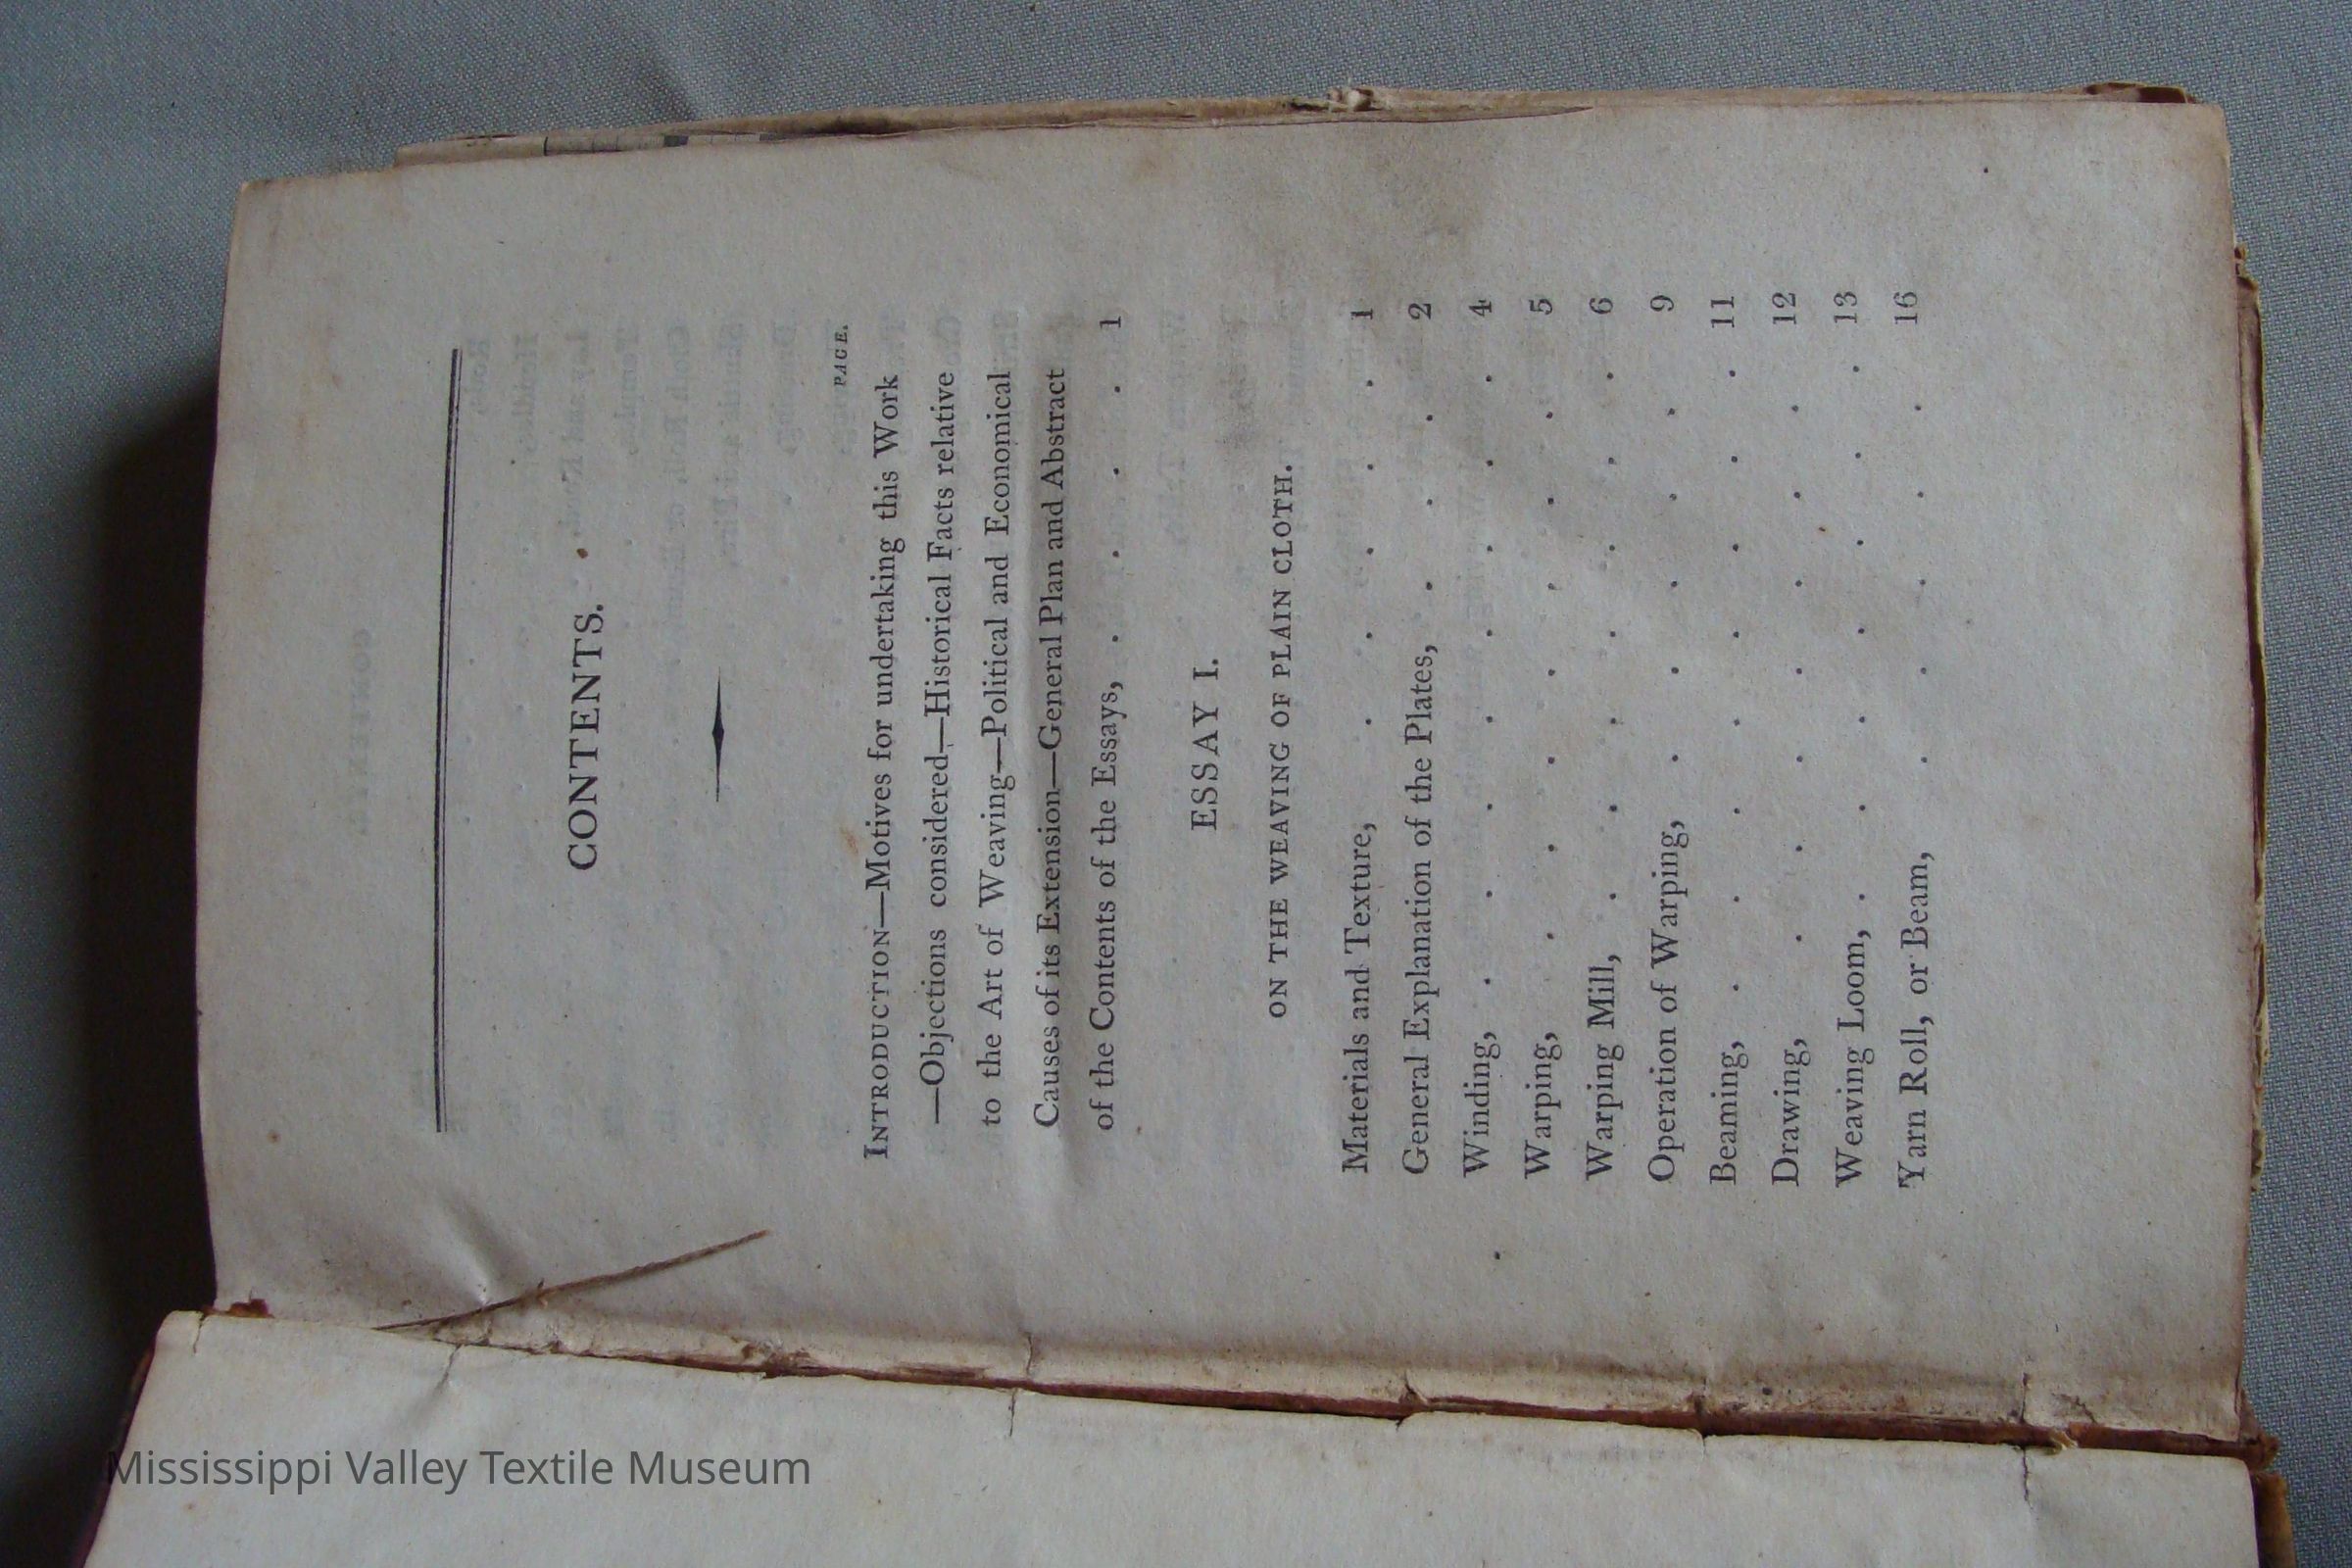 CONTENTS.
PAGE.
INTRODUCTION—Motives for undertaking this Work
—Objections considered—Historical Facts relative
to the Art of Weaving—Political and Economical
Causes of its Extension—General Plan and Abstract
of the Contents of the Essays, . . . . 1
ESSAY I.
ON THE WEAVING OF PLAIN CLOTH.
Materials and Texture, . . . . . 1
General Explanation of the Plates, . . . 2
Winding, . . . . . . . . 4
Warping, . . . . . . . 5
Warping Mill, . . . . . . . 6
Operation of Warping, . . . . . 9
Beaming, . . . . . . . . 11
Drawing, . . . . . . . 12
Weaving Loom, . . . . . . . 13
Yarn Roll, or Beam, . . . . . 16
Mississippi Valley Textile Museum